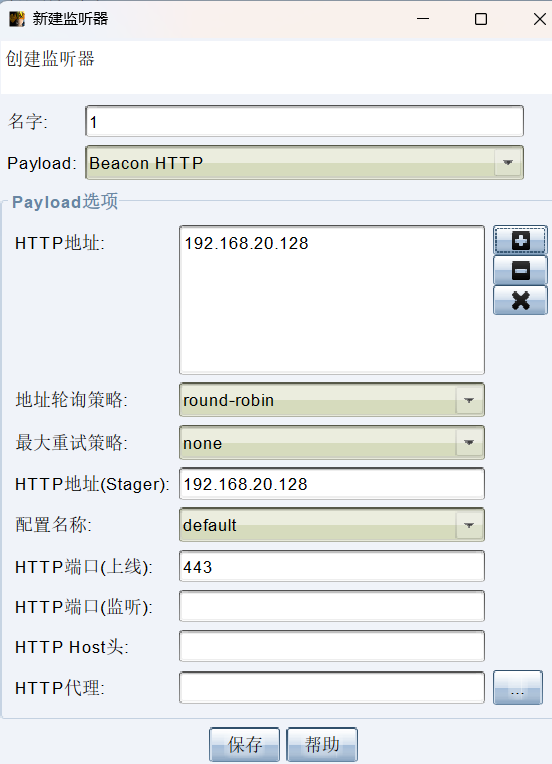 新建监听器
创建监听器
名字: 1
Payload: Beacon HTTP
Payload选项
HTTP地址: 192.168.20.128
地址轮询策略: round-robin
最大重试策略: none
HTTP地址(Stager): 192.168.20.128
配置名称: default
HTTP端口(上线): 443
HTTP端口(监听):
HTTP Host头:
HTTP代理: ...
保存 帮助